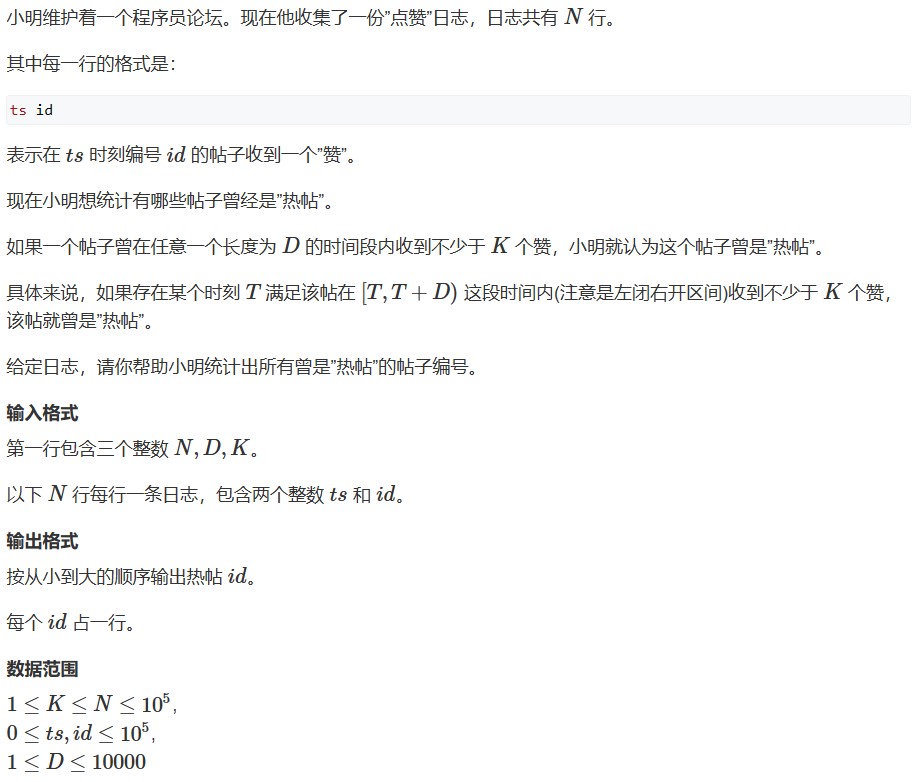 小明维护着一个程序员论坛。现在他收集了一份”点赞”日志，日志共有 N 行。
其中每一行的格式是：
ts id
表示在 ts 时刻编号 id 的帖子收到一个”赞”。
现在小明想统计有哪些帖子曾经是”热帖”。
如果一个帖子曾在任意一个长度为 D 的时间段内收到不少于 K 个赞，小明就认为这个帖子曾是”热帖”。
具体来说，如果存在某个时刻 T 满足该帖在 [T, T + D) 这段时间内(注意是左闭右开区间)收到不少于 K 个赞，
该帖就曾是”热帖”。
给定日志，请你帮助小明统计出所有曾是”热帖”的帖子编号。
输入格式
第一行包含三个整数 N, D, K。
以下 N 行每行一条日志，包含两个整数 ts 和 id。
输出格式
按从小到大的顺序输出热帖 id。
每个 id 占一行。
数据范围
1 ≤ K ≤ N ≤ 10⁵,
0 ≤ ts, id ≤ 10⁵,
1 ≤ D ≤ 10000